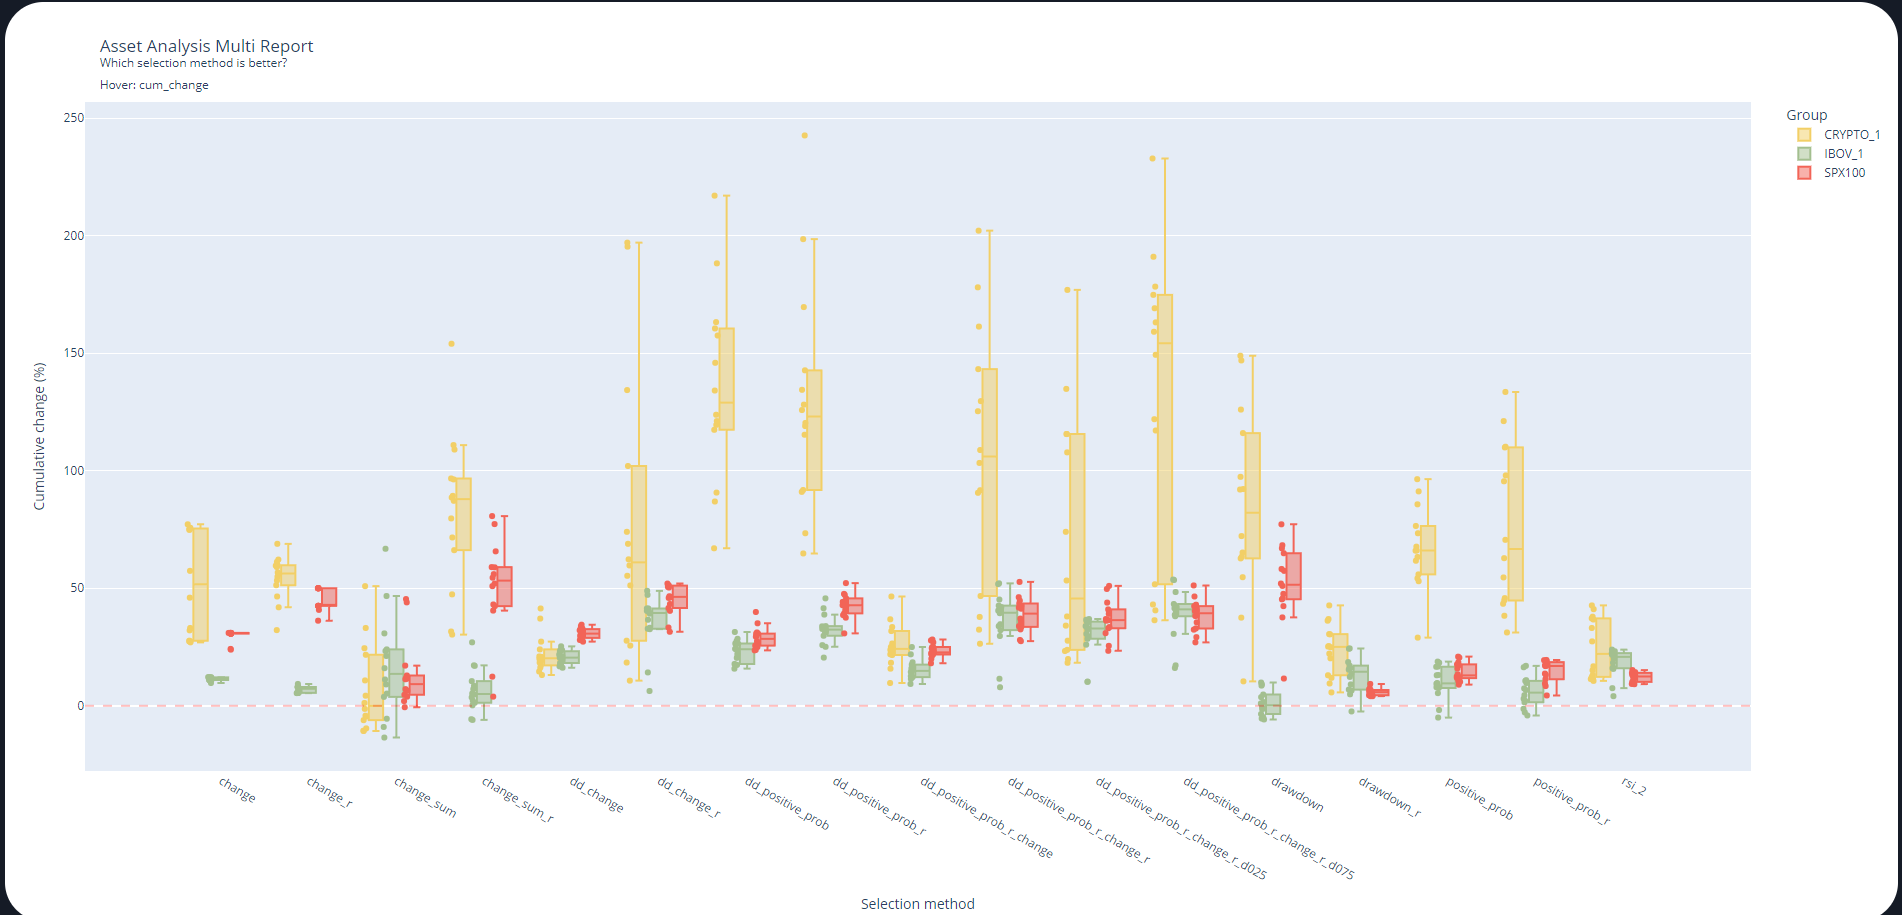 Asset Analysis Multi Report
Which selection method is better?
Hover: cum_change
Group
CRYPTO_1
IBOV_1
SPX100
Cumulative change (%)
250
200
150
100
50
0
change
change_r
change_sum
change_sum_r
dd_change
dd_change_r
dd_positive_prob
dd_positive_prob_r
dd_positive_prob_r_change
dd_positive_prob_r_change_r
dd_positive_prob_r_change_r_d025
dd_positive_prob_r_change_r_d075
drawdown
drawdown_r
positive_prob
positive_prob_r
rsi_2
Selection method